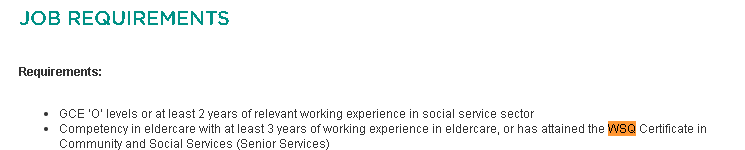 JOB REQUIREMENTS
Requirements:
• GCE 'O' levels or at least 2 years of relevant working experience in social service sector
• Competency in eldercare with at least 3 years of working experience in eldercare, or has attained the WSQ Certificate in
Community and Social Services (Senior Services)